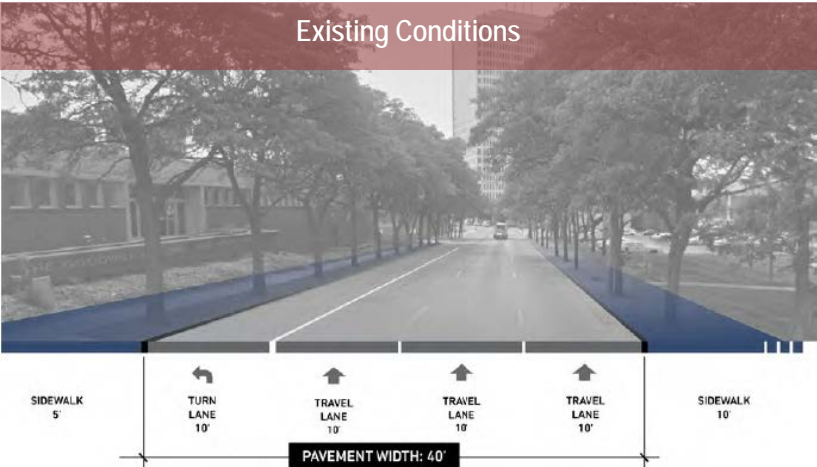 Existing Conditions
SIDEWALK
5'
TURN
LANE
10'
TRAVEL
LANE
10'
TRAVEL
LANE
10'
TRAVEL
LANE
10'
SIDEWALK
10'
PAVEMENT WIDTH: 40'